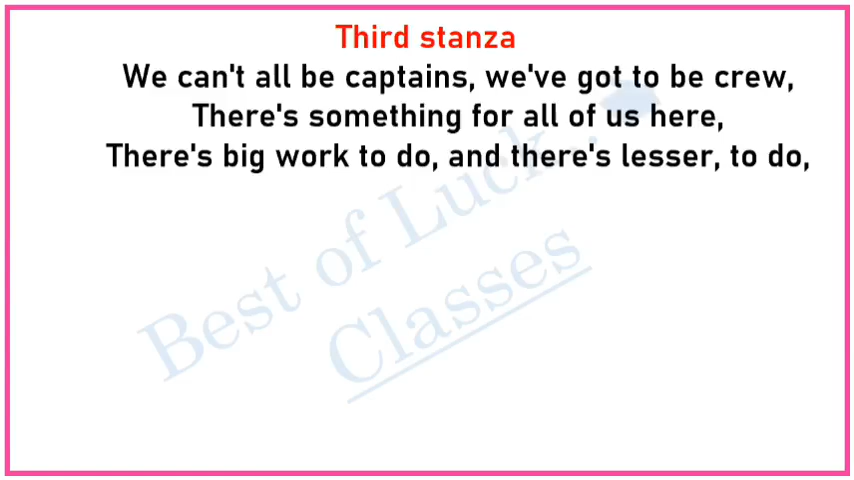 Third stanza
We can't all be captains, we've got to be crew,
There's something for all of us here,
There's big work to do, and there's lesser, to do,
Best of Luck
Classes